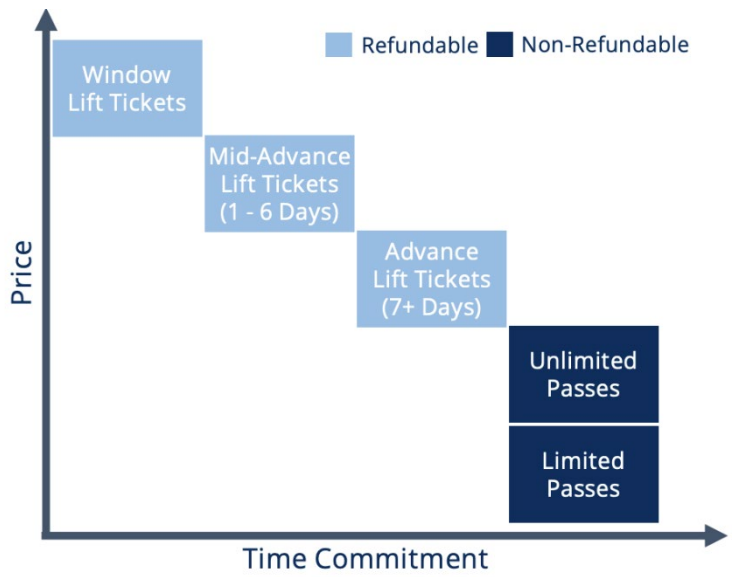 Refundable
Non-Refundable
Window
Lift Tickets
Mid-Advance
Lift Tickets
(1 - 6 Days)
Advance
Lift Tickets
(7+ Days)
Unlimited
Passes
Limited
Passes
Price
Time Commitment